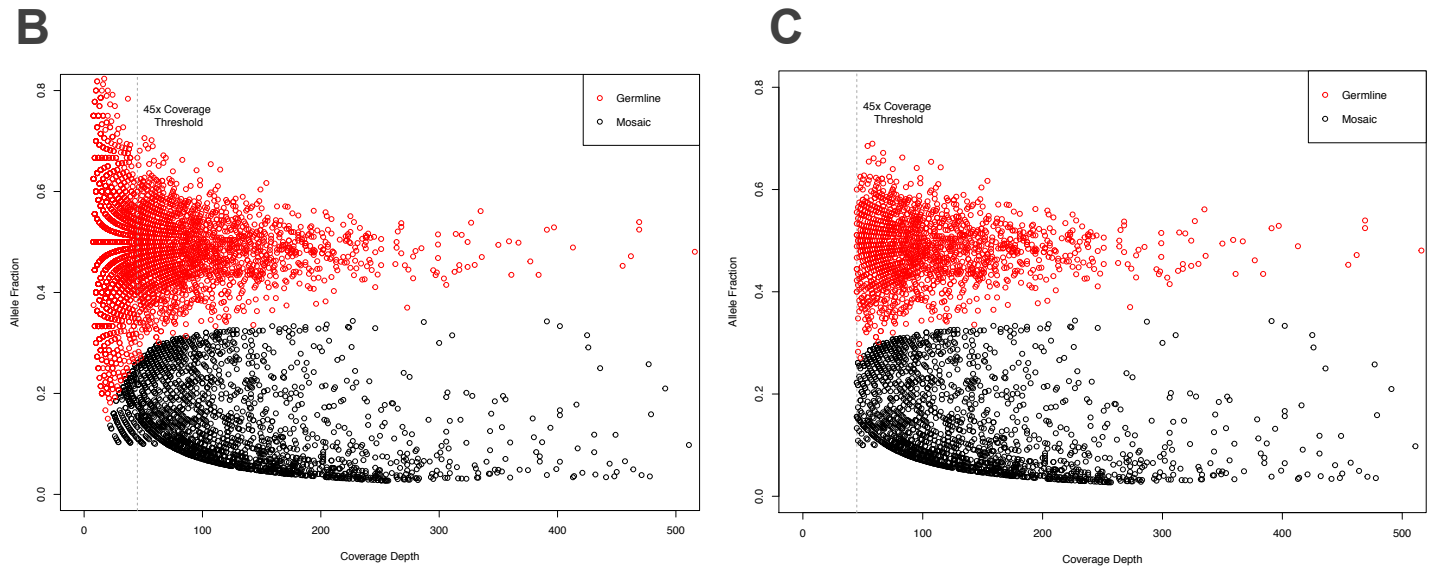 B
45x Coverage
Threshold
Germline
Mosaic
Allele Fraction
0.0
0.2
0.4
0.6
0.8
0
100
200
300
400
500
Coverage Depth
C
45x Coverage
Threshold
Germline
Mosaic
Allele Fraction
0.0
0.2
0.4
0.6
0.8
0
100
200
300
400
500
Coverage Depth